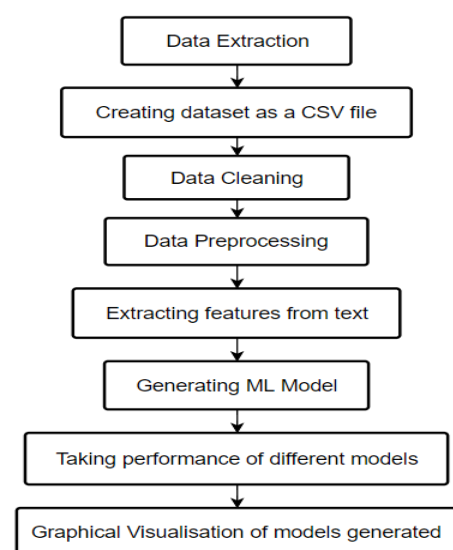 Data Extraction
Creating dataset as a CSV file
Data Cleaning
Data Preprocessing
Extracting features from text
Generating ML Model
Taking performance of different models
Graphical Visualisation of models generated